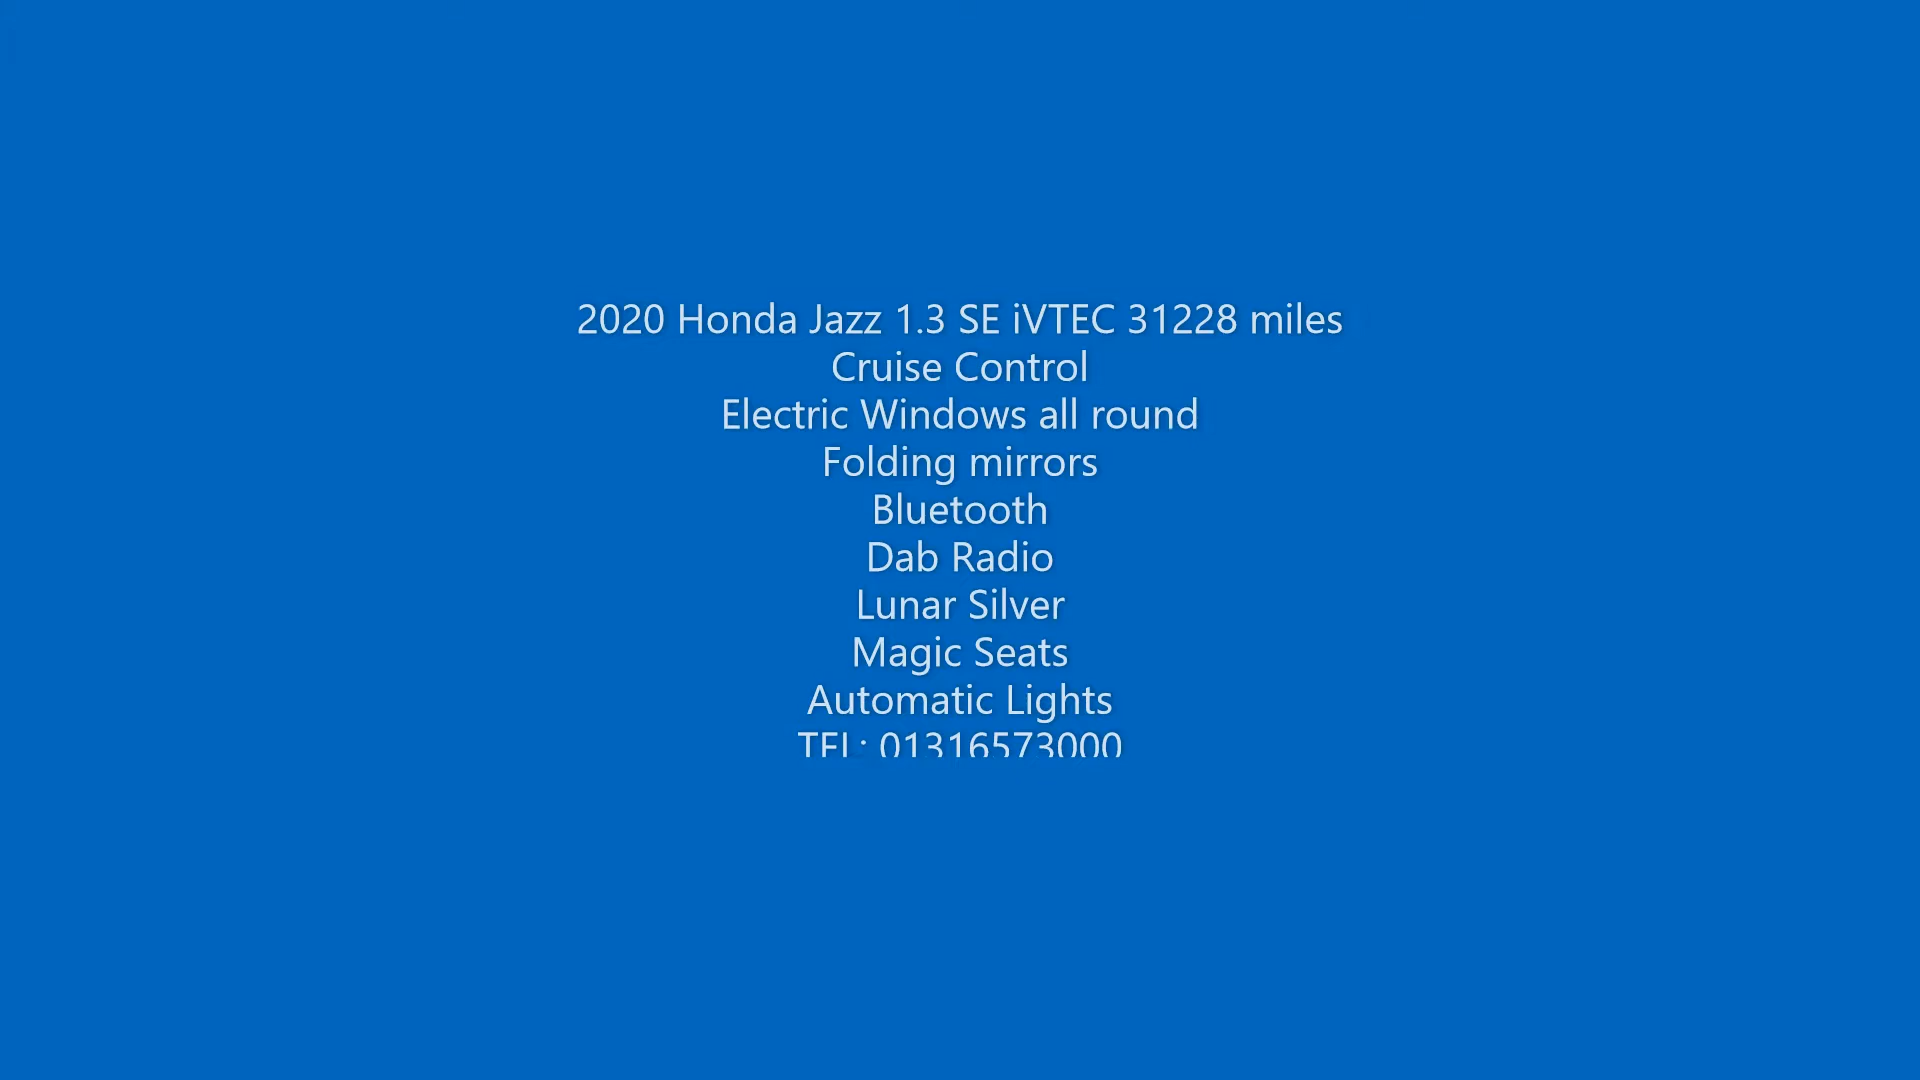 2020 Honda Jazz 1.3 SE iVTEC 31228 miles
Cruise Control
Electric Windows all round
Folding mirrors
Bluetooth
Dab Radio
Lunar Silver
Magic Seats
Automatic Lights
TEL: 01316573000